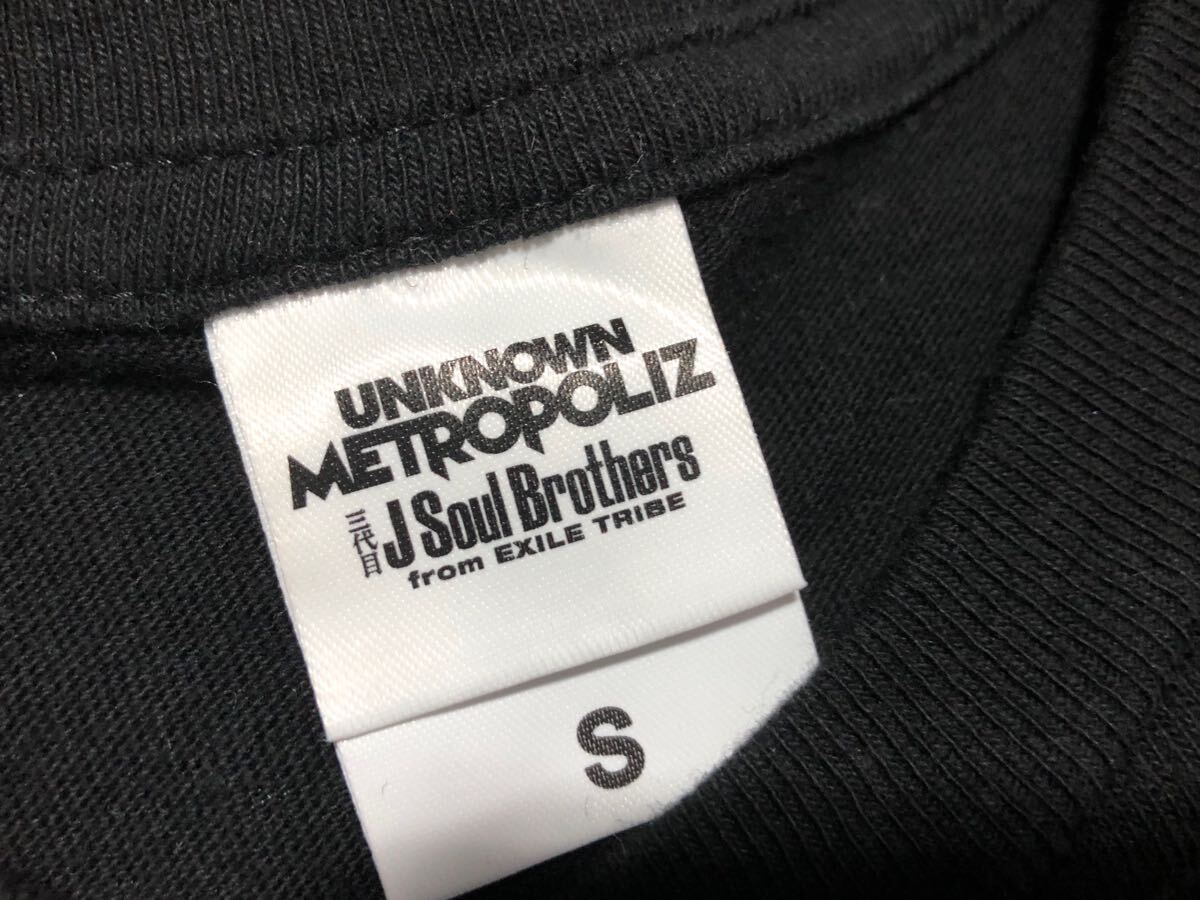 UNKNOWN
METROPOLIZ
三代目 J Soul Brothers
from EXILE TRIBE
S